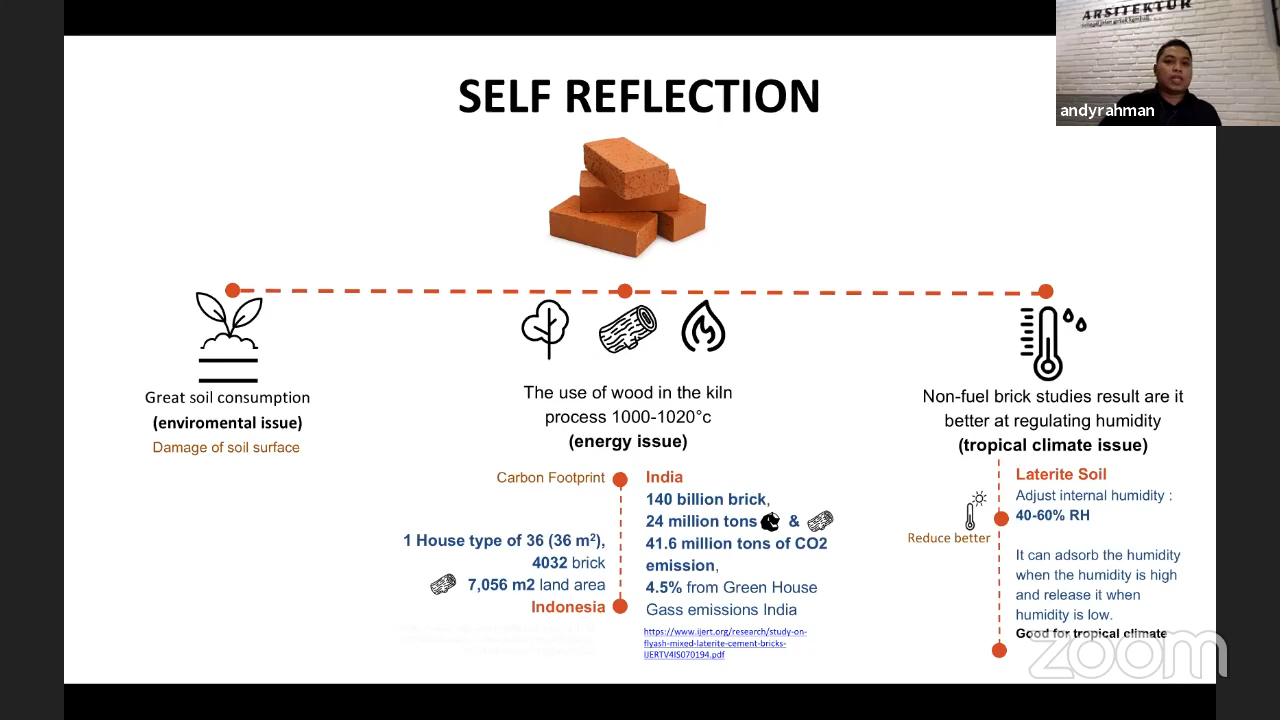 ARSITEKTUR
andyrahman
SELF REFLECTION
Great soil consumption
(enviromental issue)
Damage of soil surface
The use of wood in the kiln
process 1000-1020°c
(energy issue)
Carbon Footprint
1 House type of 36 (36 m²),
4032 brick
7,056 m2 land area
Indonesia
India
140 billion brick,
24 million tons &
41.6 million tons of CO2
emission,
4.5% from Green House
Gass emissions India
https://www.ijert.org/research/study-on-
flyash-mixed-laterite-cement-bricks-
IJERTV4IS070194.pdf
Non-fuel brick studies result are it
better at regulating humidity
(tropical climate issue)
Reduce better
Laterite Soil
Adjust internal humidity :
40-60% RH
It can adsorb the humidity
when the humidity is high
and release it when
humidity is low.
Good for tropical climate
zoom